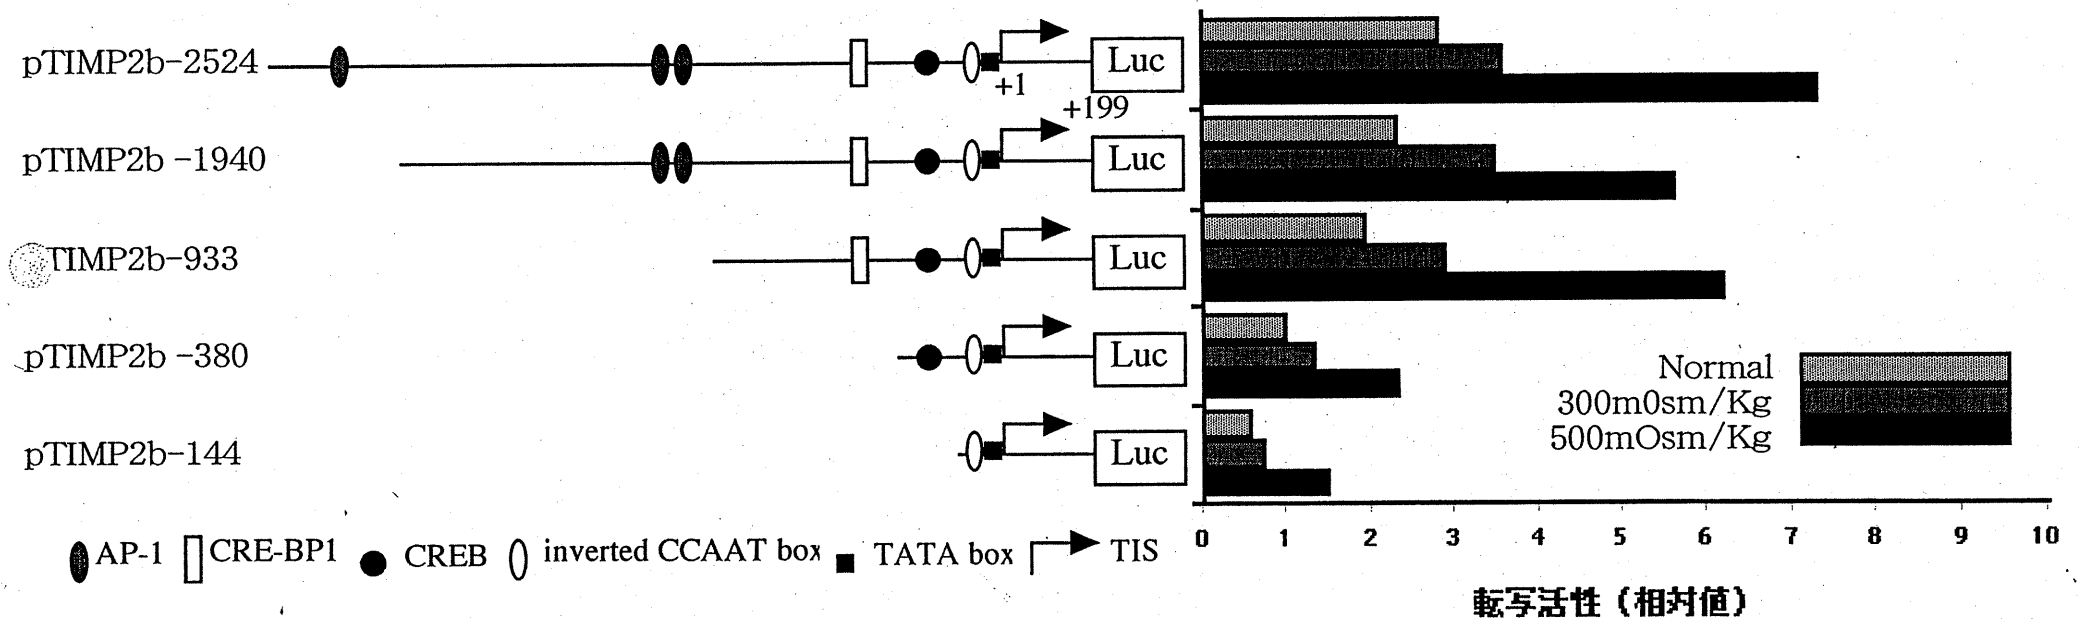 pTIMP2b-2524
Luc
+1
+199
pTIMP2b -1940
Luc
TIMP2b-933
Luc
pTIMP2b -380
Luc
pTIMP2b-144
Luc
Normal
300mOsm/Kg
500mOsm/Kg
0 1 2 3 4 5 6 7 8 9 10
AP-1 CRE-BP1 CREB inverted CCAAT box TATA box TIS
転写活性 (相対値)